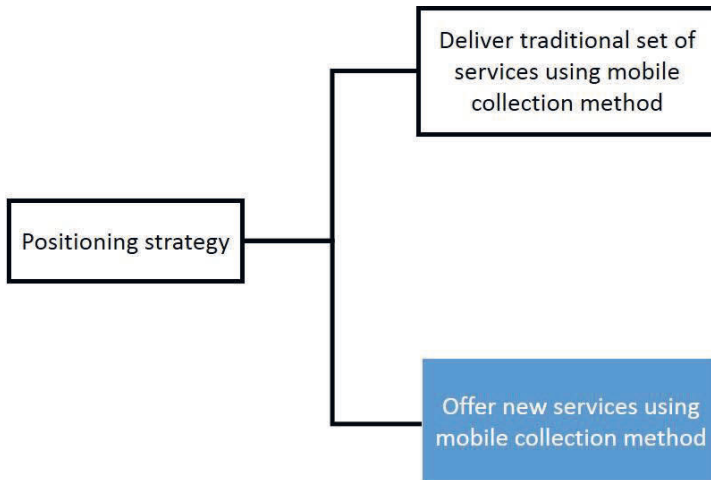 Deliver traditional set of
services using mobile
collection method
Positioning strategy
Offer new services using
mobile collection method